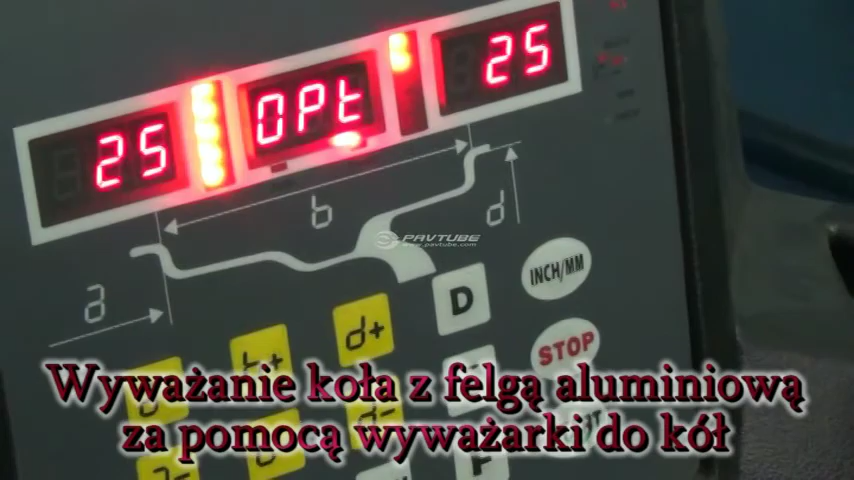 25 OPt 25
b
d
PAVTUBE
www.pavtube.com
a
INCH/MM
D
d+
STOP
b+
Wyważanie koła z felgą aluminiową
za pomocą wyważarki do kół